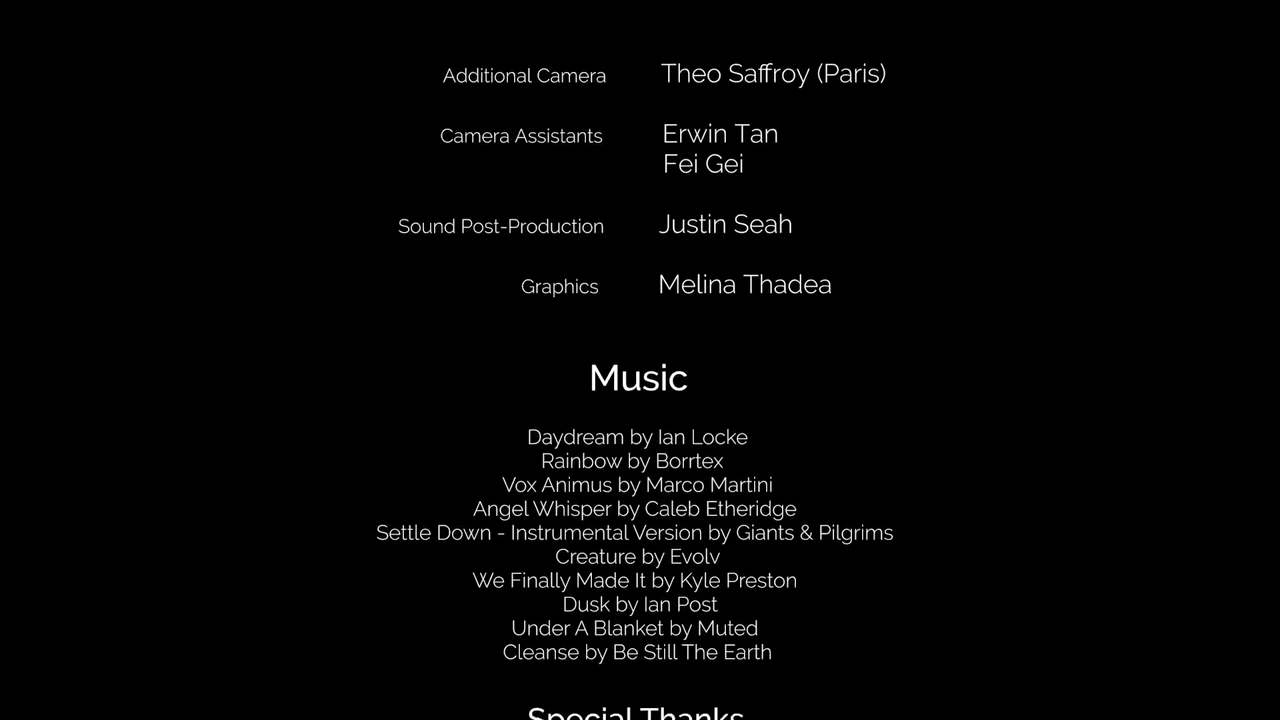 Additional Camera Theo Saffroy (Paris)
Camera Assistants Erwin Tan
Fei Gei
Sound Post-Production Justin Seah
Graphics Melina Thadea
Music
Daydream by Ian Locke
Rainbow by Borrtex
Vox Animus by Marco Martini
Angel Whisper by Caleb Etheridge
Settle Down - Instrumental Version by Giants & Pilgrims
Creature by Evolv
We Finally Made It by Kyle Preston
Dusk by Ian Post
Under A Blanket by Muted
Cleanse by Be Still The Earth
Special Thanks